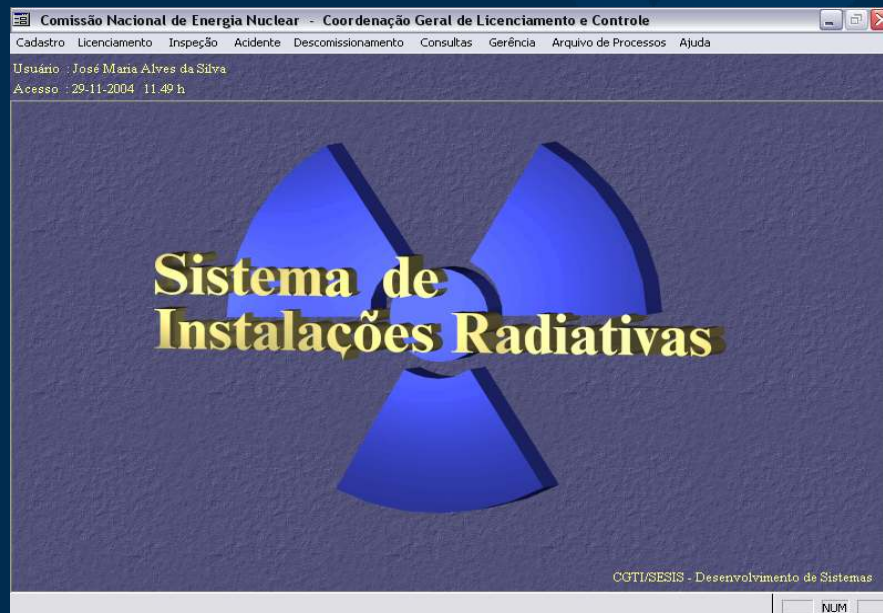 Comissão Nacional de Energia Nuclear - Coordenação Geral de Licenciamento e Controle
Cadastro Licenciamento Inspeção Acidente Descomissionamento Consultas Gerência Arquivo de Processos Ajuda
Usuário : José Maria Alves da Silva
Acesso : 29-11-2004 11.49 h
Sistema de
Instalações Radiativas
CGTI/SESIS - Desenvolvimento de Sistemas
NUM